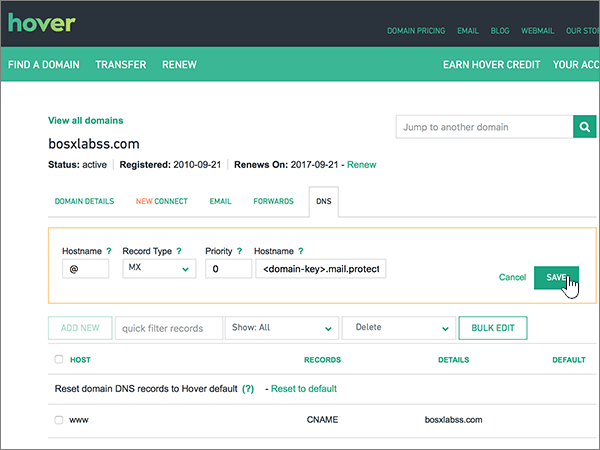 hover
DOMAIN PRICING EMAIL BLOG WEBMAIL OUR STO
FIND A DOMAIN TRANSFER RENEW EARN HOVER CREDIT YOUR ACC
View all domains
Jump to another domain
bosxlabss.com
Status: active Registered: 2010-09-21 Renews On: 2017-09-21 - Renew
DOMAIN DETAILS NEW CONNECT EMAIL FORWARDS DNS
Hostname ? Record Type ? Priority ? Hostname ?
@ MX 0 <domain-key>.mail.protect
Cancel SAVE
ADD NEW quick filter records Show: All Delete BULK EDIT
HOST RECORDS DETAILS DEFAULT
Reset domain DNS records to Hover default (?) - Reset to default
www CNAME bosxlabss.com